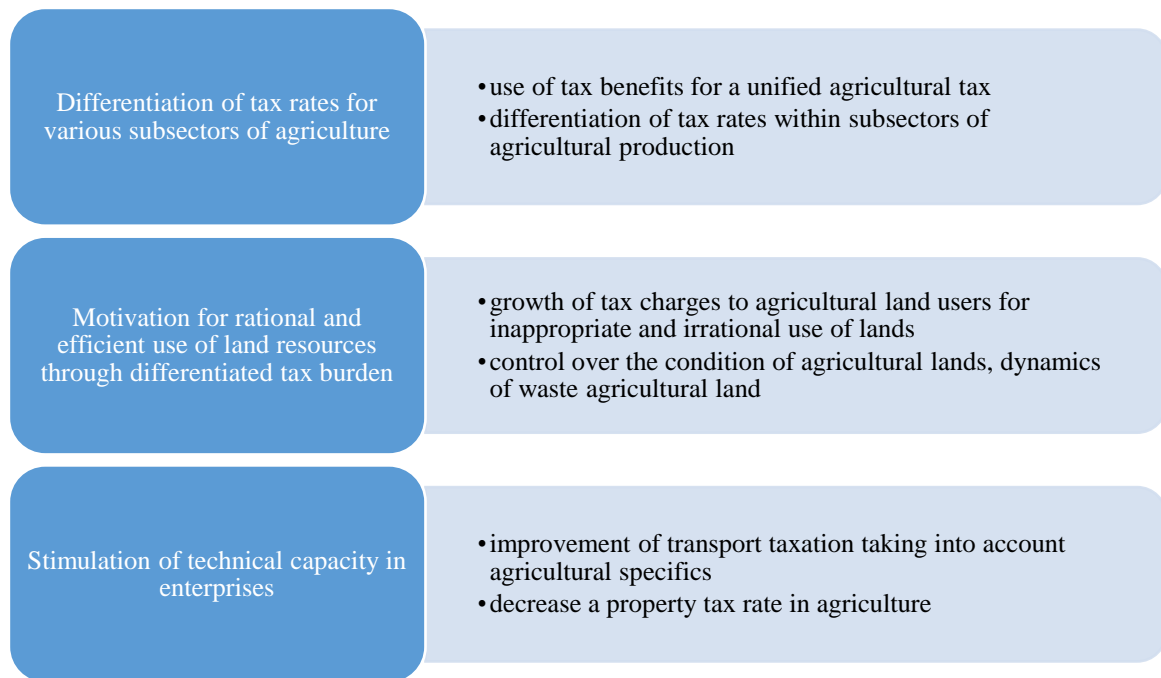 Differentiation of tax rates for
various subsectors of agriculture
•use of tax benefits for a unified agricultural tax
•differentiation of tax rates within subsectors of
agricultural production
Motivation for rational and
efficient use of land resources
through differentiated tax burden
•growth of tax charges to agricultural land users for
inappropriate and irrational use of lands
•control over the condition of agricultural lands, dynamics
of waste agricultural land
Stimulation of technical capacity in
enterprises
•improvement of transport taxation taking into account
agricultural specifics
•decrease a property tax rate in agriculture